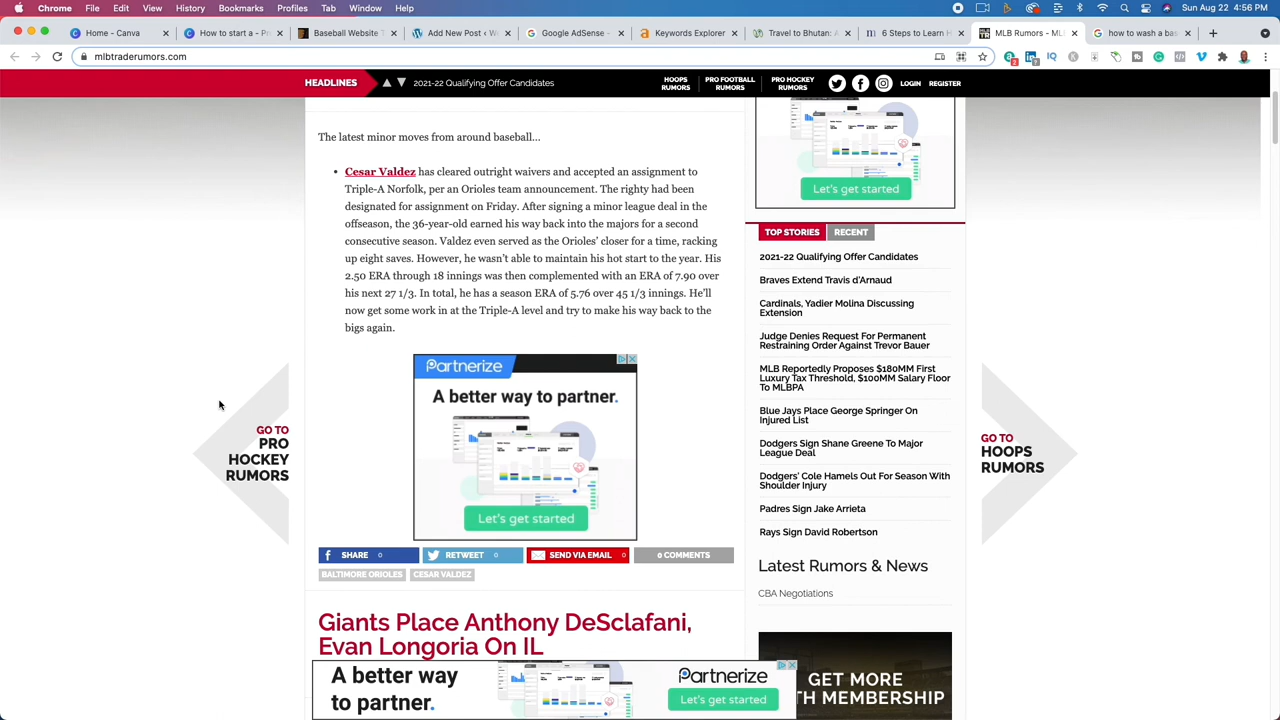 Chrome File Edit View History Bookmarks Profiles Tab Window Help
Sun Aug 22 4:56 PM
Home - Canva
How to start a - P
Baseball Website T
Add New Post ‹ W
Google AdSense -
Keywords Explorer
Travel to Bhutan: A
6 Steps to Learn H
MLB Rumors - ML
how to wash a bas
mlbtraderumors.com
HEADLINES
2021-22 Qualifying Offer Candidates
HOOPS
RUMORS
PRO FOOTBALL
RUMORS
PRO HOCKEY
RUMORS
LOGIN
REGISTER
The latest minor moves from around baseball...
• Cesar Valdez has cleared outright waivers and accepted an assignment to
Triple-A Norfolk, per an Orioles team announcement. The righty had been
designated for assignment on Friday. After signing a minor league deal in the
offseason, the 36-year-old earned his way back into the majors for a second
consecutive season. Valdez even served as the Orioles' closer for a time, racking
up eight saves. However, he wasn't able to maintain his hot start to the year. His
2.50 ERA through 18 innings was then complemented with an ERA of 7.90 over
his next 27 1/3. In total, he has a season ERA of 5.76 over 45 1/3 innings. He'll
now get some work in at the Triple-A level and try to make his way back to the
bigs again.
Partnerize
A better way to partner.
Let's get started
SHARE 0
RETWEET 0
SEND VIA EMAIL 0
0 COMMENTS
BALTIMORE ORIOLES
CESAR VALDEZ
Giants Place Anthony DeSclafani,
Evan Longoria On IL
Let's get started
TOP STORIES
RECENT
2021-22 Qualifying Offer Candidates
Braves Extend Travis d'Arnaud
Cardinals, Yadier Molina Discussing
Extension
Judge Denies Request For Permanent
Restraining Order Against Trevor Bauer
MLB Reportedly Proposes $180MM First
Luxury Tax Threshold, $100MM Salary Floor
To MLBPA
Blue Jays Place George Springer On
Injured List
Dodgers Sign Shane Greene To Major
League Deal
Dodgers' Cole Hamels Out For Season With
Shoulder Injury
Padres Sign Jake Arrieta
Rays Sign David Robertson
Latest Rumors & News
CBA Negotiations
GET MORE
TH MEMBERSHIP
GO TO
PRO
HOCKEY
RUMORS
GO TO
HOOPS
RUMORS
A better way
to partner.
Partnerize
Let's get started